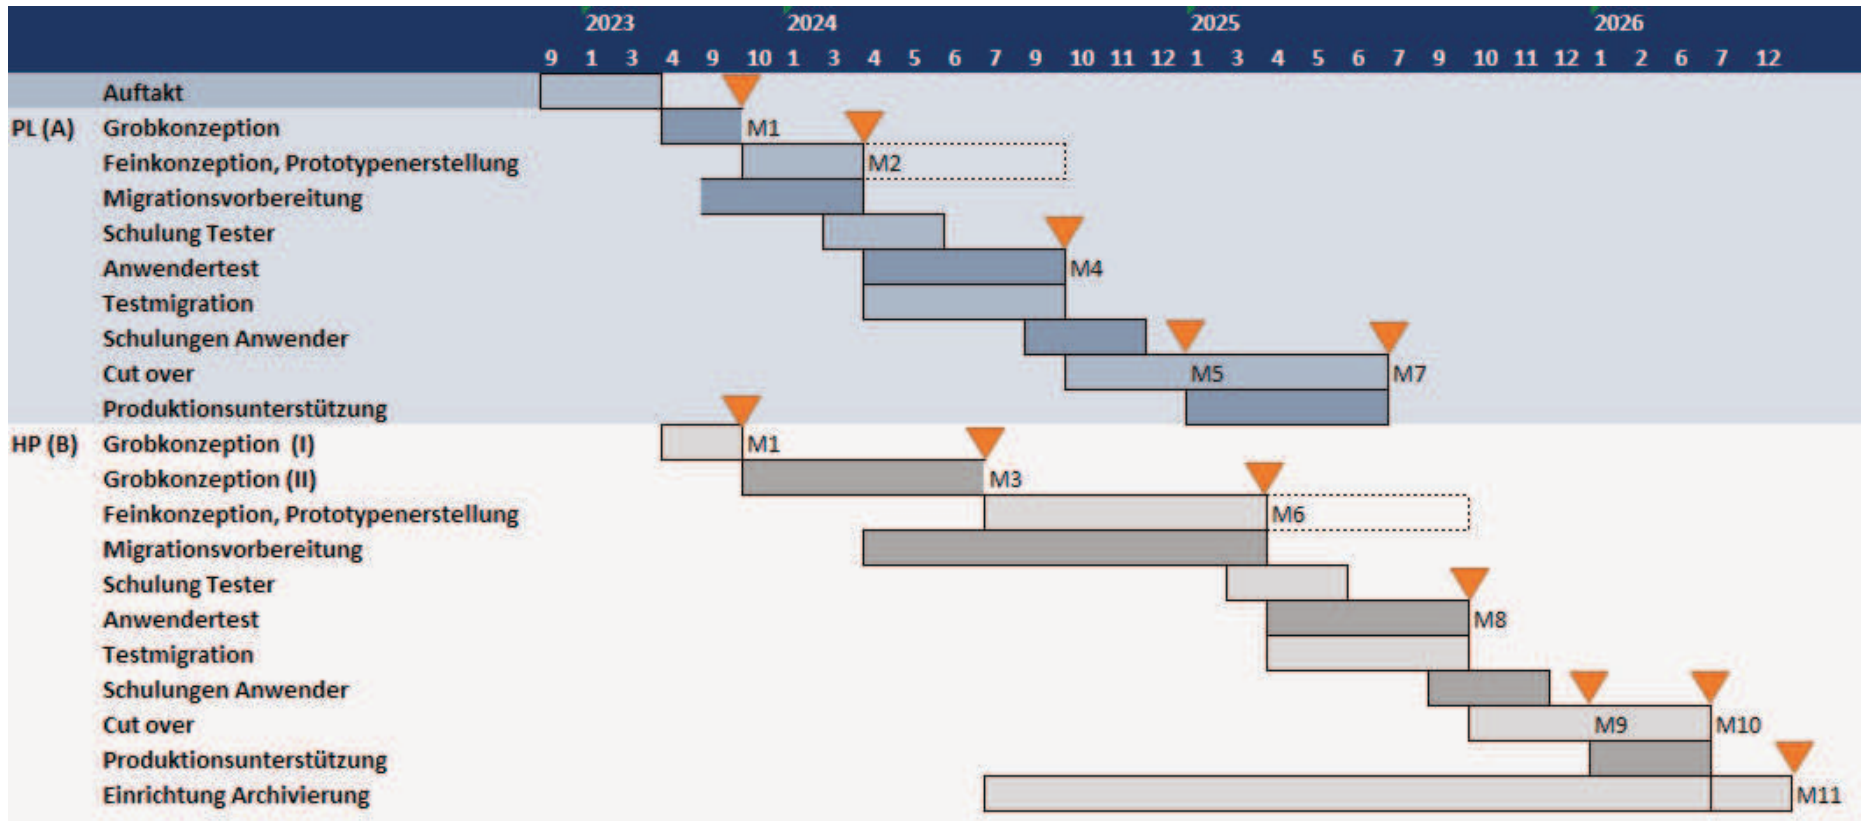 2023 2024 2025 2026
9 1 3 4 9 10 1 3 4 5 6 7 9 10 11 12 1 3 4 5 6 7 9 10 11 12 1 2 6 7 12
Auftakt
PL (A) Grobkonzeption M1
Feinkonzeption, Prototypenerstellung M2
Migrationsvorbereitung
Schulung Tester
Anwendertest M4
Testmigration
Schulungen Anwender
Cut over M5 M7
Produktionsunterstützung
HP (B) Grobkonzeption (I) M1
Grobkonzeption (II) M3
Feinkonzeption, Prototypenerstellung M6
Migrationsvorbereitung
Schulung Tester
Anwendertest M8
Testmigration
Schulungen Anwender
Cut over M9 M10
Produktionsunterstützung
Einrichtung Archivierung M11